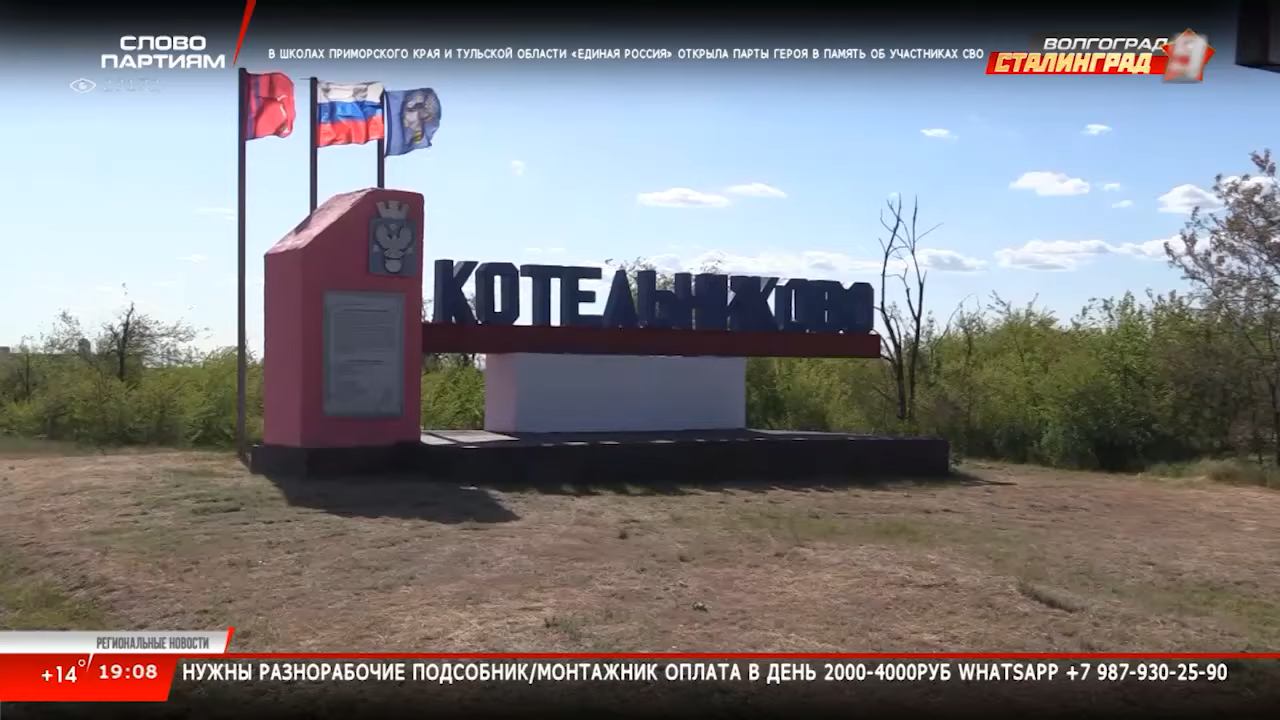 СЛОВО
ПАРТИЯМ
В ШКОЛАХ ПРИМОРСКОГО КРАЯ И ТУЛЬСКОЙ ОБЛАСТИ «ЕДИНАЯ РОССИЯ» ОТКРЫЛА ПАРТЫ ГЕРОЯ В ПАМЯТЬ ОБ УЧАСТНИКАХ СВО
ВОЛГОГРАД
СТАЛИНГРАД 9
КОТЕЛЬНИКОВО
РЕГИОНАЛЬНЫЕ НОВОСТИ
+14° 19:08
НУЖНЫ РАЗНОРАБОЧИЕ ПОДСОБНИК/МОНТАЖНИК ОПЛАТА В ДЕНЬ 2000-4000РУБ WHATSAPP +7 987-930-25-90